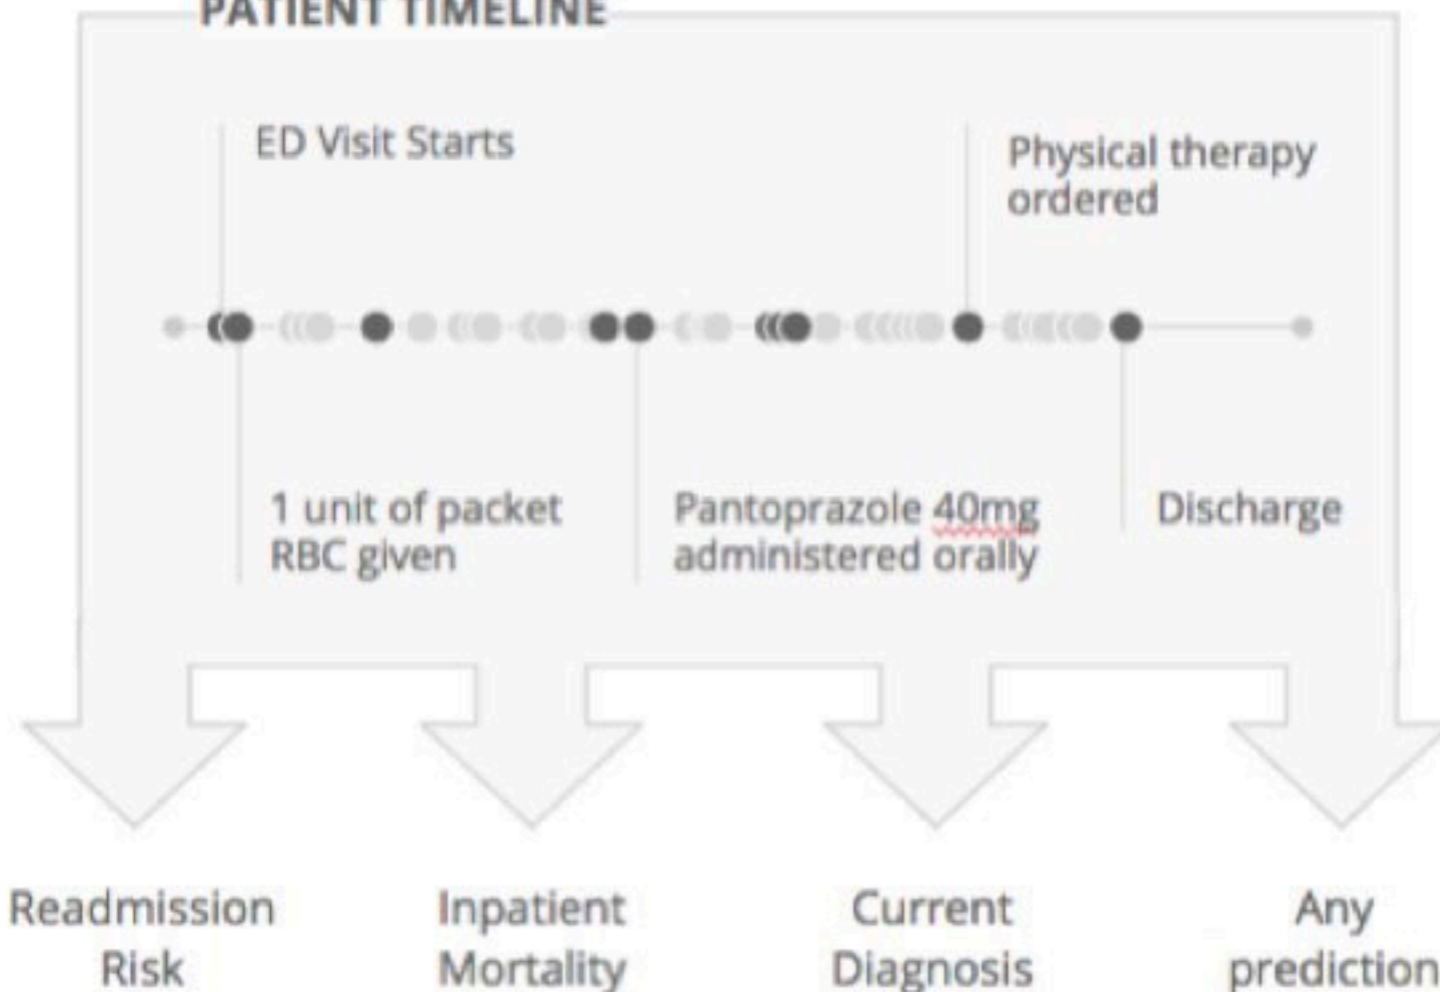 PATIENT TIMELINE
ED Visit Starts
Physical therapy
ordered
1 unit of packet
RBC given
Pantoprazole 40mg
administered orally
Discharge
Readmission
Risk
Inpatient
Mortality
Current
Diagnosis
Any
prediction